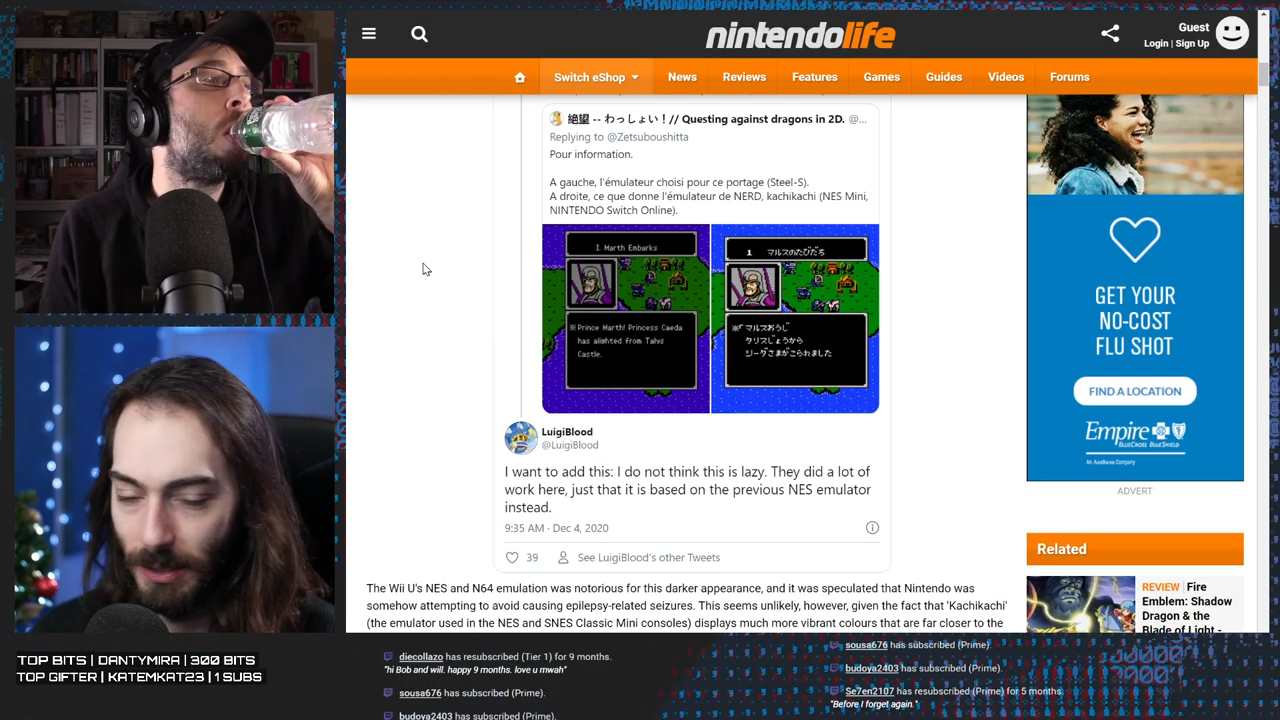 nintendolife
Guest
Login | Sign Up
Switch eShop
News
Reviews
Features
Games
Guides
Videos
Forums
絶望 -- わっしょい！// Questing against dragons in 2D. @...
Replying to @Zetsuboushitta
Pour information.
A gauche, l'émulateur choisi pour ce portage (Steel-S).
A droite, ce que donne l'émulateur de NERD, kachikachi (NES Mini,
NINTENDO Switch Online).
I. Marth Embarks
※Prince Marth! Princess Caeda
has alighted from Talys
Castle.
1 マルスのたびだち
※「マルスおうじ
タリスじょうから
シーダさまがこられました
LuigiBlood
@LuigiBlood
I want to add this: I do not think this is lazy. They did a lot of
work here, just that it is based on the previous NES emulator
instead.
9:35 AM · Dec 4, 2020
39
See LuigiBlood's other Tweets
The Wii U's NES and N64 emulation was notorious for this darker appearance, and it was speculated that Nintendo was
somehow attempting to avoid causing epilepsy-related seizures. This seems unlikely, however, given the fact that 'Kachikachi'
(the emulator used in the NES and SNES Classic Mini consoles) displays much more vibrant colours that are far closer to the
GET YOUR
NO-COST
FLU SHOT
FIND A LOCATION
Empire
BLUECROSS BLUESHIELD
An Anthem Company
ADVERT
Related
REVIEW Fire
Emblem: Shadow
Dragon & the
Blade of Light -
TOP BITS | DANTYMIRA | 300 BITS
TOP GIFTER | KATEMKAT23 | 1 SUBS
diecollazo has resubscribed (Tier 1) for 9 months.
"hi Bob and will. happy 9 months. love u mwah"
sousa676 has subscribed (Prime).
budoya2403 has subscribed (Prime).
sousa676 has subscribed (Prime).
budoya2403 has subscribed (Prime).
Se7en2107 has resubscribed (Prime) for 5 months.
"Before I forget again."